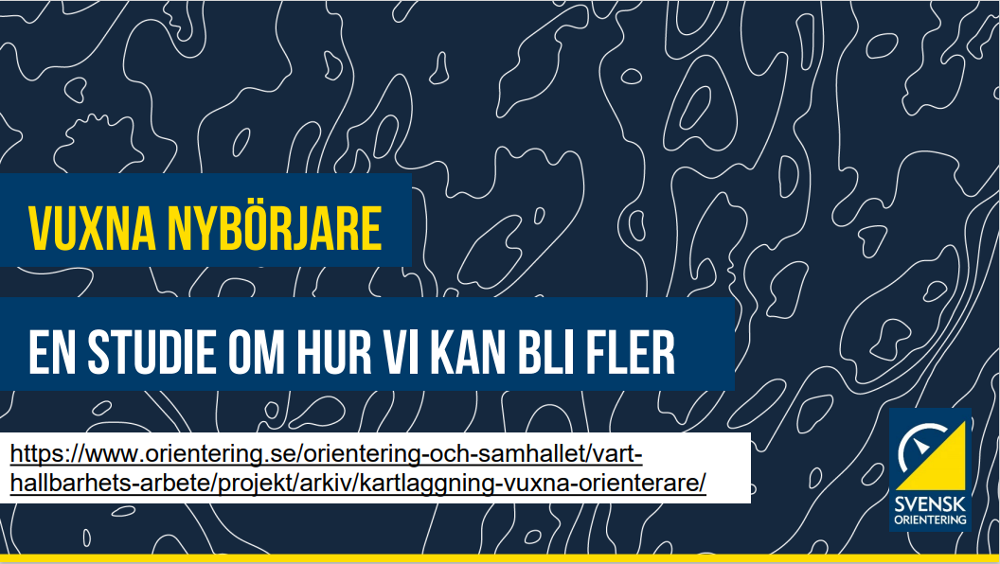 VUXNA NYBÖRJARE
EN STUDIE OM HUR VI KAN BLI FLER
https://www.orientering.se/orientering-och-samhallet/vart-
hallbarhets-arbete/projekt/arkiv/kartlaggning-vuxna-orienterare/
SVENSK
ORIENTERING